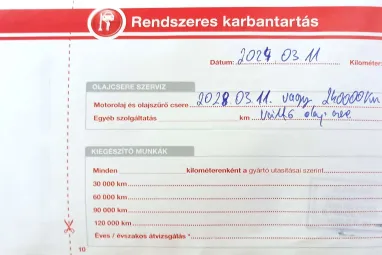 Rendszeres karbantartás
Dátum: 2024. 03 11 Kilométer:
OLAJCSERE SZERVIZ
Motorolaj és olajszűrő csere 2028. 03. 11. vagy 240000 Km
Egyéb szolgáltatás km váltó olaj csere
KIEGÉSZÍTŐ MUNKÁK
Minden kilométerenként a gyártó utasításai szerint
30 000 km
60 000 km
90 000 km
120 000 km
Éves / évszakos átvizsgálás *
10